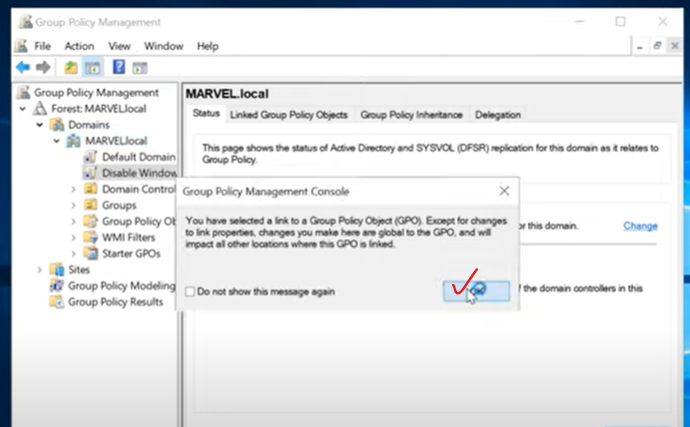 Group Policy Management
File Action View Window Help
Group Policy Management
Forest: MARVEL.local
Domains
MARVEL.local
Default Domain
Disable Window
Domain Control
Groups
Group Policy Ob
WMI Filters
Starter GPOs
Sites
Group Policy Modeling
Group Policy Results
MARVEL.local
Status Linked Group Policy Objects Group Policy Inheritance Delegation
This page shows the status of Active Directory and SYSVOL (DFSR) replication for this domain as it relates to
Group Policy.
for this domain. Change
f the domain controllers in this
Group Policy Management Console
You have selected a link to a Group Policy Object (GPO). Except for changes
to link properties, changes you make here are global to the GPO, and will
impact all other locations where this GPO is linked.
Do not show this message again